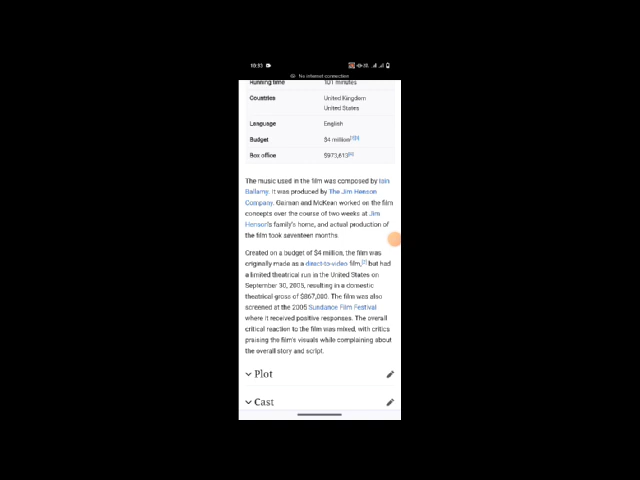 10:33
No internet connection
Running time 101 minutes
Countries United Kingdom
United States
Language English
Budget $4 million
Box office $973,613
The music used in the film was composed by Iain
Ballamy. It was produced by The Jim Henson
Company. Gaiman and McKean worked on the film
concepts over the course of two weeks at Jim
Henson's family's home, and actual production of
the film took seventeen months.
Created on a budget of $4 million, the film was
originally made as a direct-to-video film, but had
a limited theatrical run in the United States on
September 30, 2005, resulting in a domestic
theatrical gross of $867,000. The film was also
screened at the 2005 Sundance Film Festival
where it received positive responses. The overall
critical reaction to the film was mixed, with critics
praising the film's visuals while complaining about
the overall story and script.
Plot
Cast